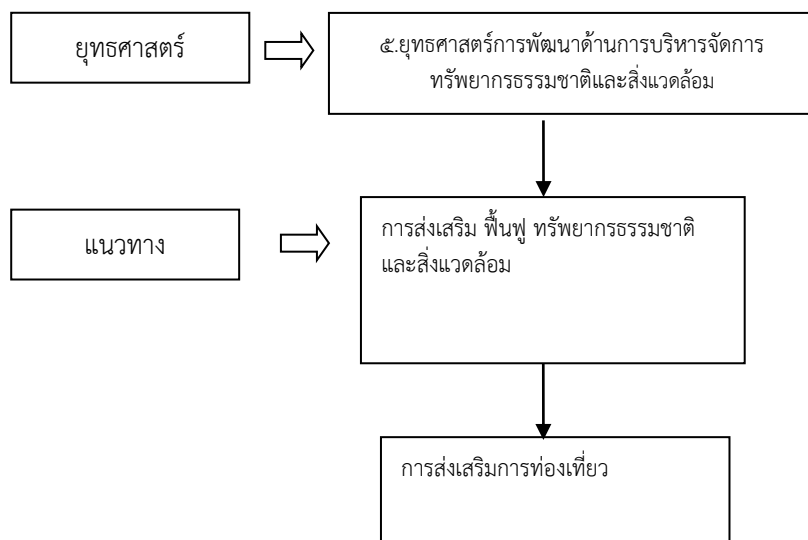 ยุทธศาสตร์
๕.ยุทธศาสตร์การพัฒนาด้านการบริหารจัดการ
ทรัพยากรธรรมชาติและสิ่งแวดล้อม
แนวทาง
การส่งเสริม ฟื้นฟู ทรัพยากรธรรมชาติ
และสิ่งแวดล้อม
การส่งเสริมการท่องเที่ยว